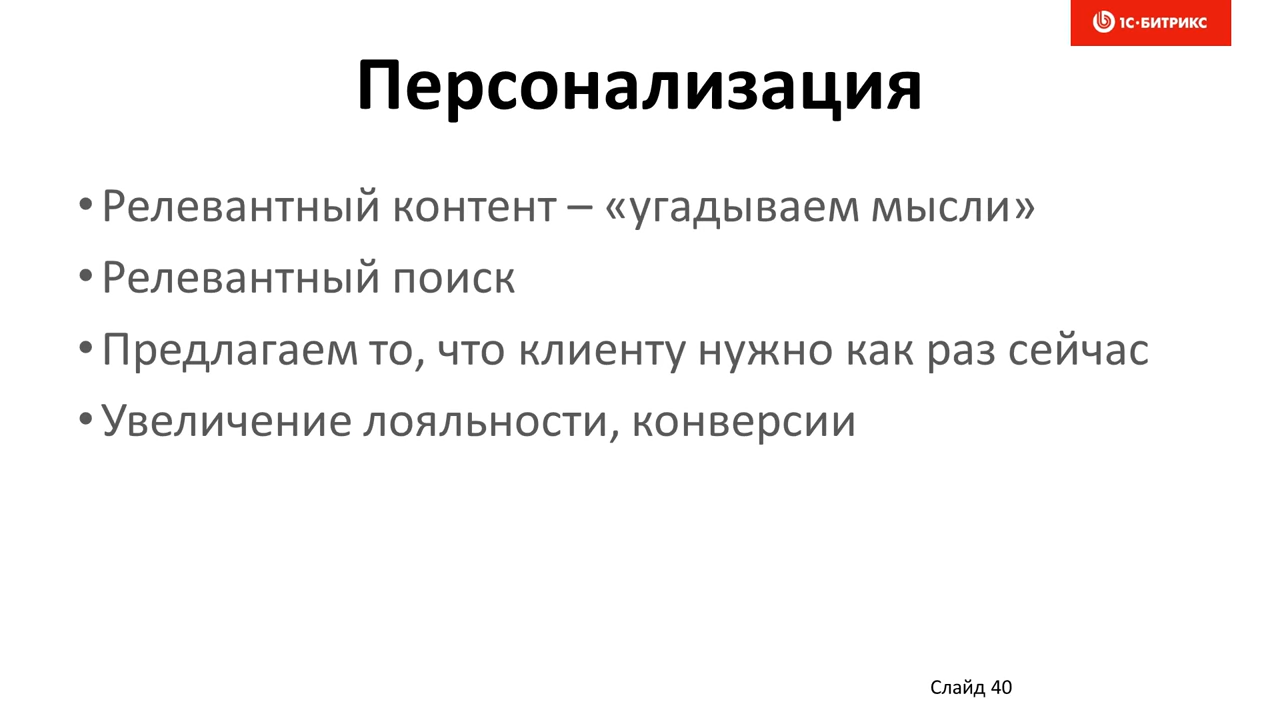 1С·БИТРИКС
Персонализация
• Релевантный контент – «угадываем мысли»
• Релевантный поиск
• Предлагаем то, что клиенту нужно как раз сейчас
• Увеличение лояльности, конверсии
Слайд 40